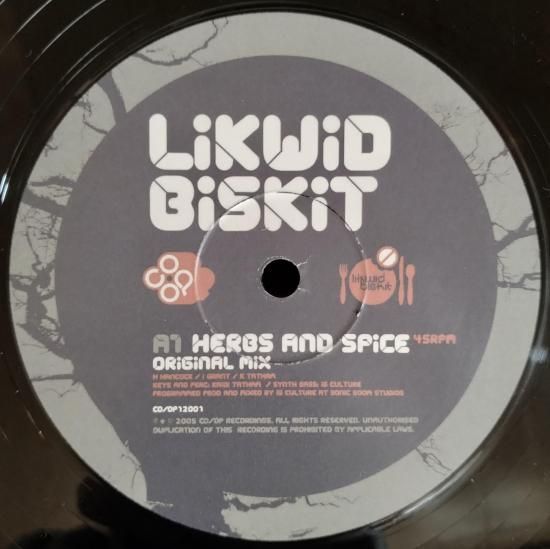 LiKWiD
BiSKiT
CO
OP
likwid
biskit
A1 HERBS AND SPiCE 45RPM
ORiGiNAL MiX
H HANCOCK / I GRANT / K TATHAM
KEYS AND PERC: KAIDI TATHAM / SYNTH BASS: IG CULTURE
PROGRAMMED PROD AND MIXED BY IG CULTURE AT SONIC BOOM STUDIOS
CO/OP12001
℗ & © 2005 CO/OP RECORDINGS. ALL RIGHTS RESERVED. UNAUTHORISED
DUPLICATION OF THIS RECORDING IS PROHIBITED BY APPLICABLE LAWS.